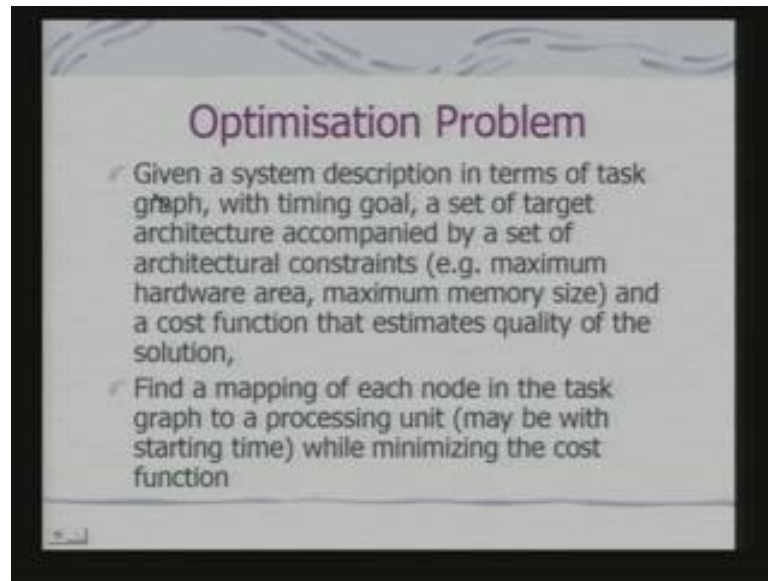 Optimisation Problem
Given a system description in terms of task
graph, with timing goal, a set of target
architecture accompanied by a set of
architectural constraints (e.g. maximum
hardware area, maximum memory size) and
a cost function that estimates quality of the
solution,
Find a mapping of each node in the task
graph to a processing unit (may be with
starting time) while minimizing the cost
function